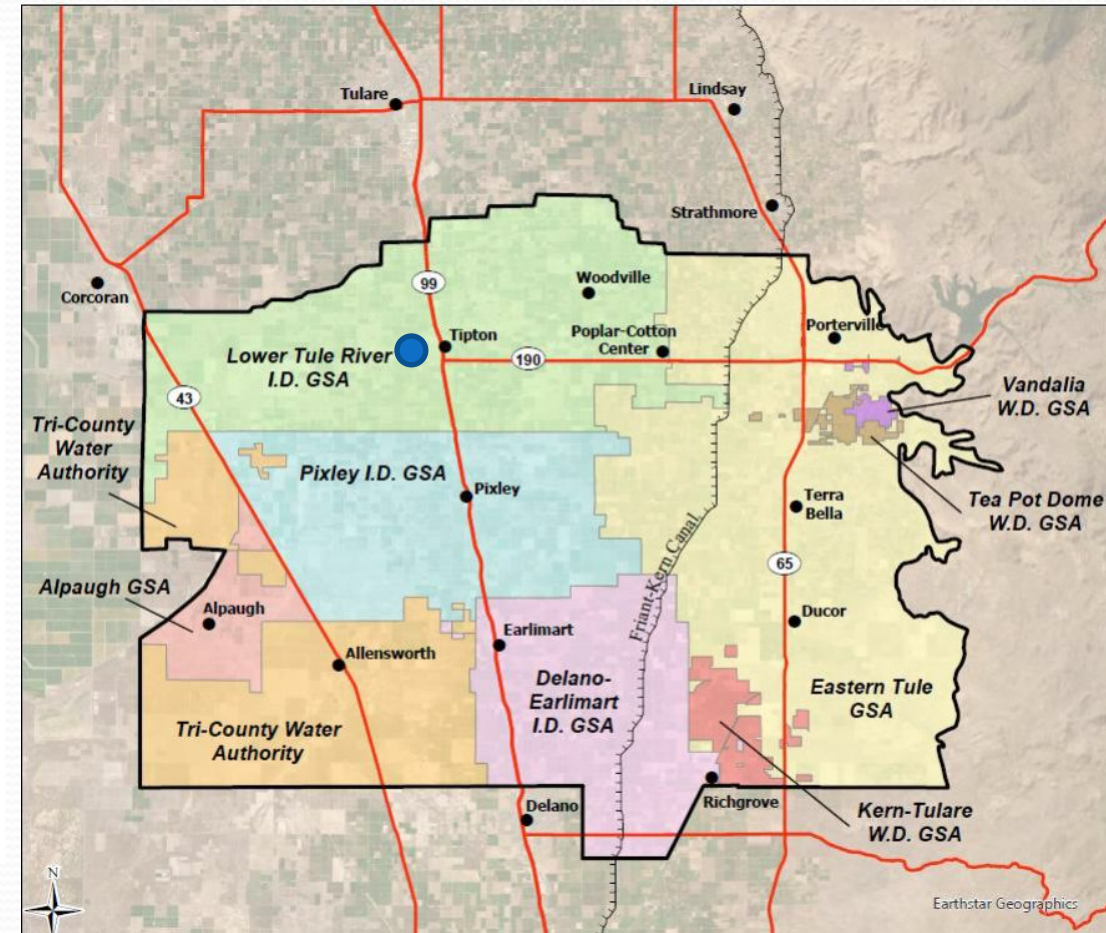 Tulare
Lindsay
Strathmore
Corcoran
99
Woodville
Tipton
Poplar-Cotton
Center
Porterville
190
Lower Tule River
I.D. GSA
43
Vandalia
W.D. GSA
Tri-County
Water
Authority
Pixley I.D. GSA
Pixley
Terra
Bella
Tea Pot Dome
W.D. GSA
Friant-Kern Canal
65
Alpaugh GSA
Alpaugh
Ducor
Earlimart
Allensworth
Delano-
Earlimart
I.D. GSA
Eastern Tule
GSA
Tri-County Water
Authority
Delano
Richgrove
Kern-Tulare
W.D. GSA
N
Earthstar Geographics